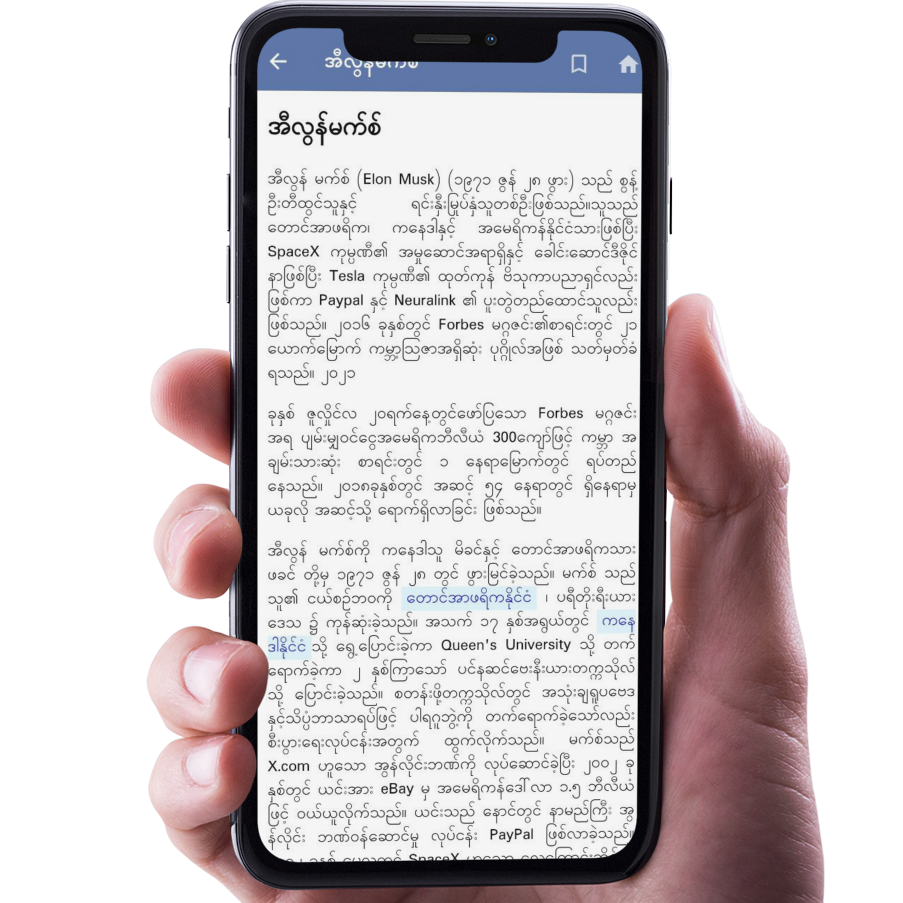 အီလွန်မက်စ်
အီလွန်မက်စ်
အီလွန် မက်စ် (Elon Musk) (၁၉၇၁ ဇွန် ၂၈ ဖွား) သည် စွန့်
ဦးတီထွင်သူနှင့် ရင်းနှီးမြှုပ်နှံသူတစ်ဦးဖြစ်သည်။သူသည်
တောင်အာဖရိက၊ ကနေဒါနှင့် အမေရိကန်နိုင်ငံသားဖြစ်ပြီး
SpaceX ကုမ္ပဏီ၏ အမှုဆောင်အရာရှိနှင့် ခေါင်းဆောင်ဒီဇိုင်
နာဖြစ်ပြီး Tesla ကုမ္ပဏီ၏ ထုတ်ကုန် ဗိသုကာပညာရှင်လည်း
ဖြစ်ကာ Paypal နှင့် Neuralink ၏ ပူးတွဲတည်ထောင်သူလည်း
ဖြစ်သည်။ ၂၀၁၆ ခုနှစ်တွင် Forbes မဂ္ဂဇင်း၏စာရင်းတွင် ၂၁
ယောက်မြောက် ကမ္ဘာ့ဩဇာအရှိဆုံး ပုဂ္ဂိုလ်အဖြစ် သတ်မှတ်ခံ
ရသည်။ ၂၀၂၁
ခုနှစ် ဇူလှိုင်လ ၂၀ရက်နေ့တွင်ဖော်ပြသော Forbes မဂ္ဂဇင်း
အရ ပျမ်းမျှဝင်ငွေအမေရိကဘီလီယံ 300ကျော်ဖြင့် ကမ္ဘာ အ
ချမ်းသားဆုံး စာရင်းတွင် ၁ နေရာမြောက်တွင် ရပ်တည်
နေသည်။ ၂၀၁၈ခုနှစ်တွင် အဆင့် ၅၄ နေရာတွင် ရှိနေရာမှ
ယခုလို အဆင့်သို့ ရောက်ရှိလာခြင်း ဖြစ်သည်။
အီလွန် မက်စ်ကို ကနေဒါသူ မိခင်နှင့် တောင်အာဖရိကသား
ဖခင် တို့မှ ၁၉၇၁ ဇွန် ၂၈ တွင် ဖွားမြင်ခဲ့သည်။ မက်စ် သည်
သူ၏ ငယ်စဉ်ဘဝကို တောင်အာဖရိကနိုင်ငံ ၊ ပရီတိုးရီးယား
ဒေသ ၌ ကုန်ဆုံးခဲ့သည်။ အသက် ၁၇ နှစ်အရွယ်တွင် ကနေ
ဒါနိုင်ငံ သို့ ရွှေ့ပြောင်းခဲ့ကာ Queen's University သို့ တက်
ရောက်ခဲ့ကာ ၂ နှစ်ကြာသော် ပင်နဆင်ဗေးနီးယားတက္ကသိုလ်
သို့ ပြောင်းခဲ့သည်။ စတန်းဖို့တက္ကသိုလ်တွင် အသုံးချရူပဗေဒ
နှင့်သိပ္ပံဘာသာရပ်ဖြင့် ပါရဂူဘွဲ့ကို တက်ရောက်ခဲ့သော်လည်း
စီးပွားရေးလုပ်ငန်းအတွက် ထွက်လိုက်သည်။ မက်စ်သည်
X.com ဟူသော အွန်လိုင်းဘဏ်ကို လုပ်ဆောင်ခဲ့ပြီး ၂၀၀၂ ခု
နှစ်တွင် ယင်းအား eBay မှ အမေရိကန်ဒေါ်လာ ၁.၅ ဘီလီယံ
ဖြင့် ဝယ်ယူလိုက်သည်။ ယင်းသည် နောင်တွင် နာမည်ကြီး အွ
န်လိုင်း ဘဏ်ဝန်ဆောင်မှု လုပ်ငန်း PayPal ဖြစ်လာခဲ့သည်။
SpaceX ဟူသော